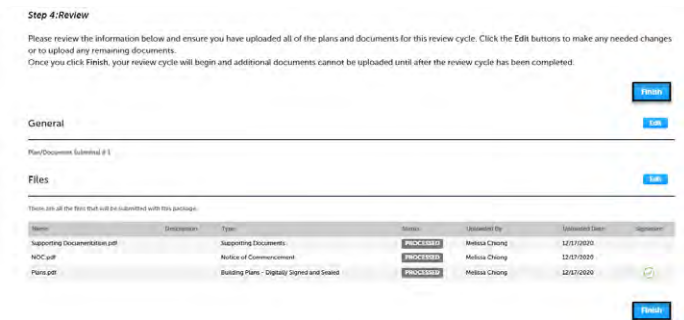 Step 4:Review
Please review the information below and ensure you have uploaded all of the plans and documents for this review cycle. Click the Edit buttons to make any needed changes
or to upload any remaining documents.
Once you click Finish, your review cycle will begin and additional documents cannot be uploaded until after the review cycle has been completed.
Finish
General Edit
Plan/Document Submittal # 1
Files Edit
These are all the files that will be submitted with this package.
Name Description Type Status Uploaded By Uploaded Date Signature
Supporting Documentation.pdf Supporting Documents PROCESSED Melissa Chiong 12/17/2020
NOC.pdf Notice of Commencement PROCESSED Melissa Chiong 12/17/2020
Plans.pdf Building Plans - Digitally Signed and Sealed PROCESSED Melissa Chiong 12/17/2020
Finish